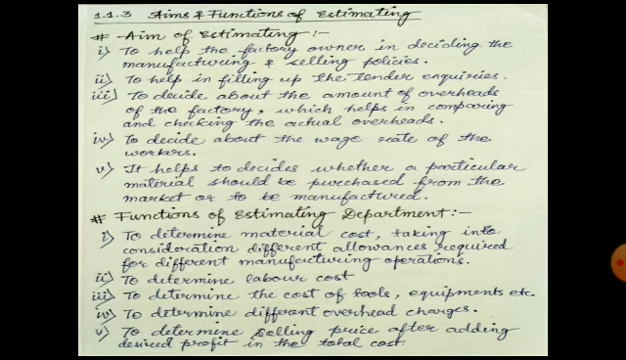 1.1.3 Aims & Functions of Estimating
# Aim of Estimating :-
i) To help the factory owner in deciding the
manufacturing & selling policies.
ii) To help in filling up the tender enquiries.
iii) To decide about the amount of overheads
of the factory, which helps in comparing
and checking the actual overheads.
iv) To decide about the wage rate of the
workers.
v) It helps to decides whether a particular
material should be purchased from the
market or to be manufactured.
# Functions of Estimating Department :-
i) To determine material cost, taking into
consideration different allowances required
for different manufacturing operations.
ii) To determine labour cost
iii) To determine the cost of tools, equipments etc.
iv) To determine different overhead charges.
v) To determine selling price after adding
desired profit in the total cost.